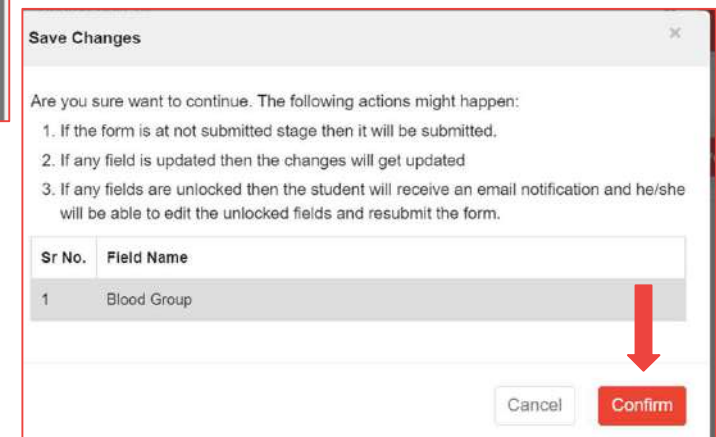 Save Changes ×
Are you sure want to continue. The following actions might happen:
1. If the form is at not submitted stage then it will be submitted.
2. If any field is updated then the changes will get updated
3. If any fields are unlocked then the student will receive an email notification and he/she
will be able to edit the unlocked fields and resubmit the form.
Sr No. Field Name
1 Blood Group
Cancel Confirm